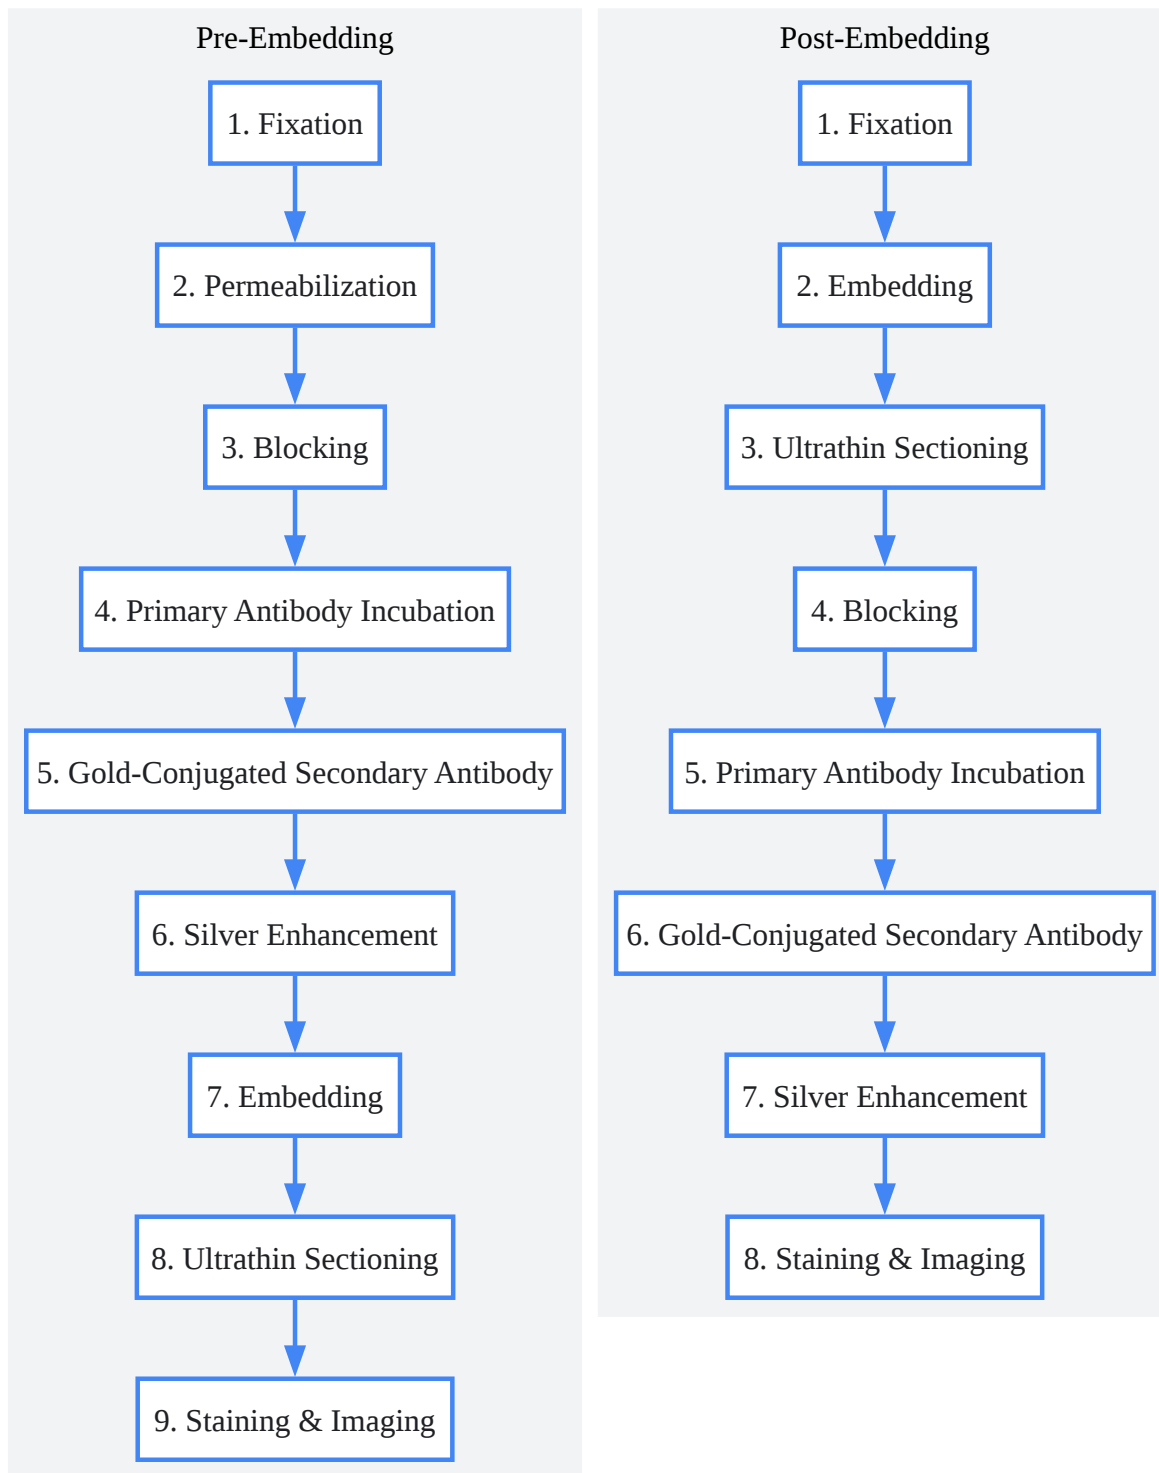 Pre-Embedding
1. Fixation
2. Permeabilization
3. Blocking
4. Primary Antibody Incubation
5. Gold-Conjugated Secondary Antibody
6. Silver Enhancement
7. Embedding
8. Ultrathin Sectioning
9. Staining & Imaging
Post-Embedding
1. Fixation
2. Embedding
3. Ultrathin Sectioning
4. Blocking
5. Primary Antibody Incubation
6. Gold-Conjugated Secondary Antibody
7. Silver Enhancement
8. Staining & Imaging